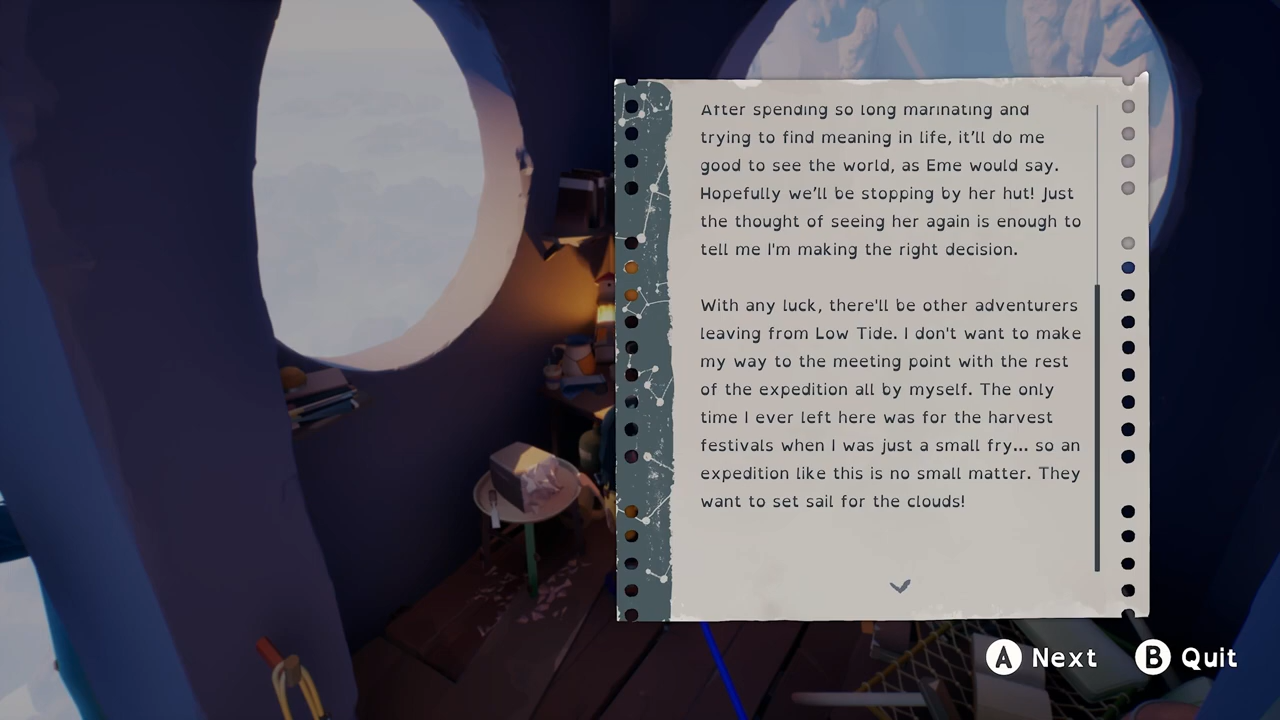 After spending so long marinating and
trying to find meaning in life, it’ll do me
good to see the world, as Eme would say.
Hopefully we’ll be stopping by her hut! Just
the thought of seeing her again is enough to
tell me I'm making the right decision.
With any luck, there'll be other adventurers
leaving from Low Tide. I don't want to make
my way to the meeting point with the rest
of the expedition all by myself. The only
time I ever left here was for the harvest
festivals when I was just a small fry... so an
expedition like this is no small matter. They
want to set sail for the clouds!
A Next B Quit